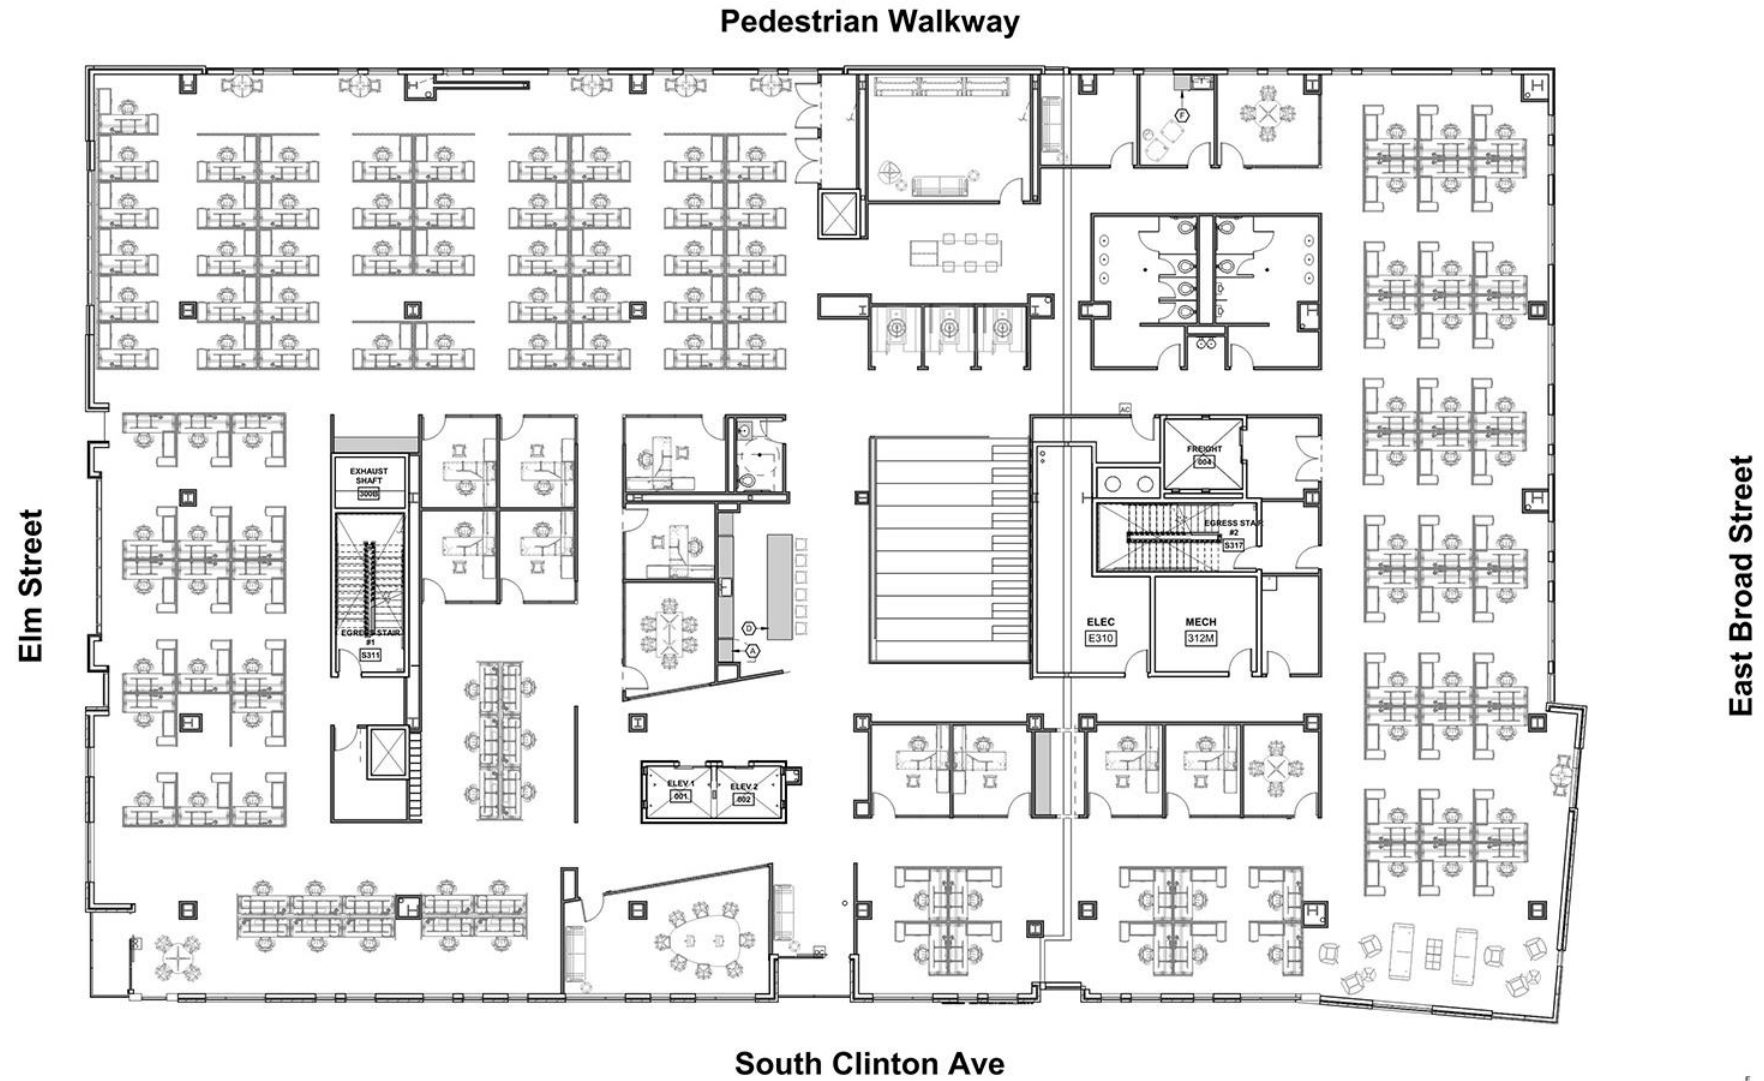 Pedestrian Walkway
F
AC
EXHAUST
SHAFT
300B
FREIGHT
004
EGRESS STAIR
#2
S317
Elm Street
East Broad Street
ELEC
E310
MECH
312M
D
A
EGRESS STAIR
#1
S311
ELEV 1
001
ELEV 2
002
South Clinton Ave